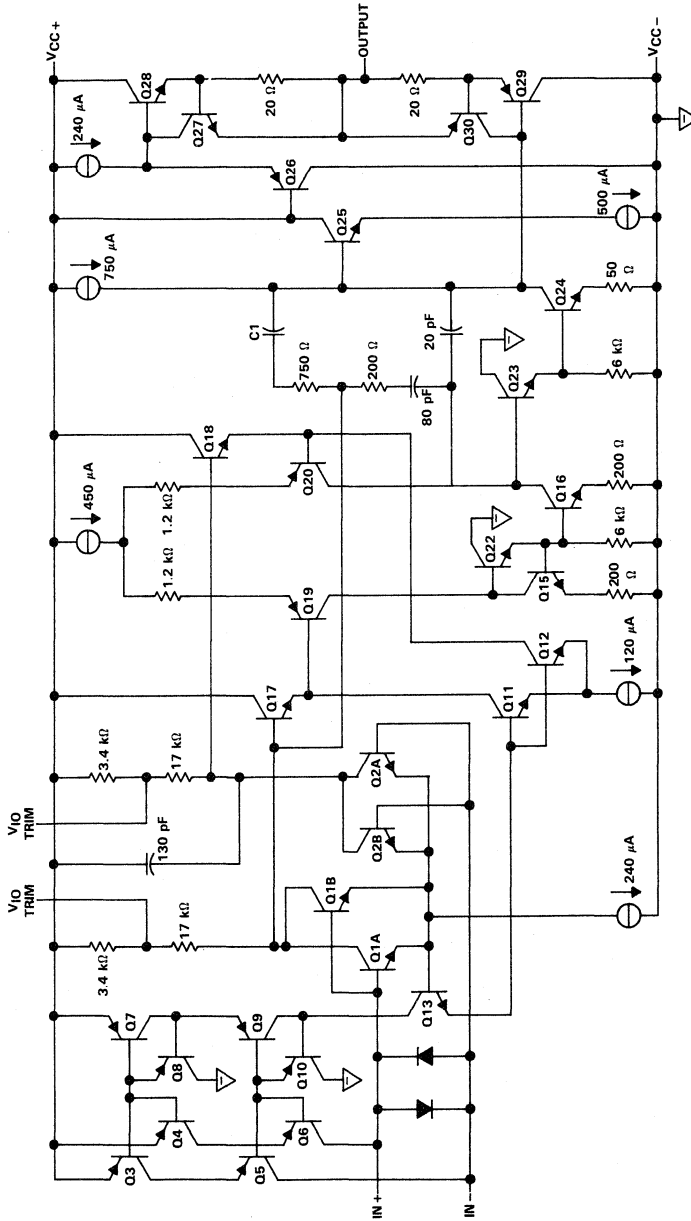 VIO
TRIM
VIO
TRIM
VCC+
3.4 kΩ
3.4 kΩ
130 pF
17 kΩ
17 kΩ
450 μA
750 μA
240 μA
1.2 kΩ
1.2 kΩ
Q3
Q4
Q8
Q7
Q5
Q6
Q10
Q9
Q17
Q18
Q19
Q20
C1
750 Ω
200 Ω
80 pF
20 pF
Q25
Q26
Q27
Q28
20 Ω
OUTPUT
20 Ω
Q30
Q29
Q1A
Q1B
Q2B
Q2A
Q13
Q11
Q12
Q22
Q15
Q16
Q23
Q24
200
Ω
6 kΩ
200 Ω
6 kΩ
50
Ω
IN+
IN−
240 μA
120 μA
500 μA
VCC−